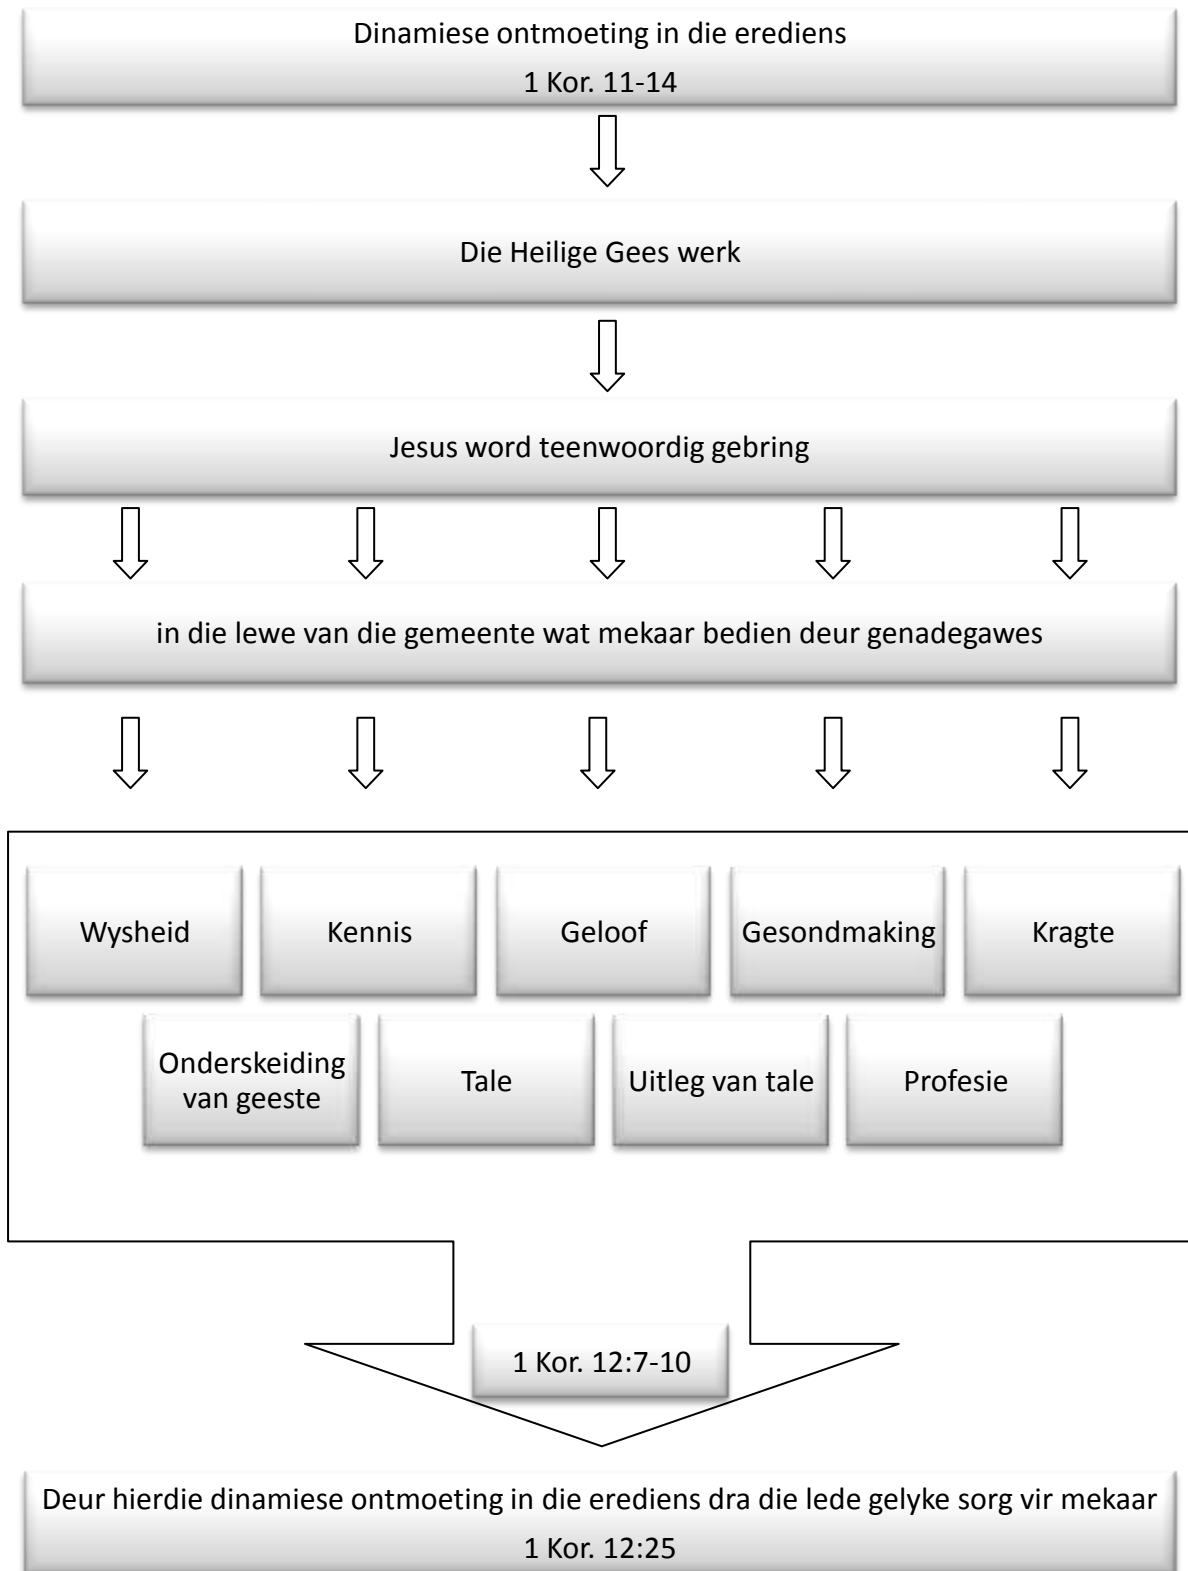 Dinamiese ontmoeting in die erediens
1 Kor. 11-14
Die Heilige Gees werk
Jesus word teenwoordig gebring
in die lewe van die gemeente wat mekaar bedien deur genadegawes
Wysheid
Kennis
Geloof
Gesondmaking
Kragte
Onderskeiding
van geeste
Tale
Uitleg van tale
Profesie
1 Kor. 12:7-10
Deur hierdie dinamiese ontmoeting in die erediens dra die lede gelyke sorg vir mekaar
1 Kor. 12:25